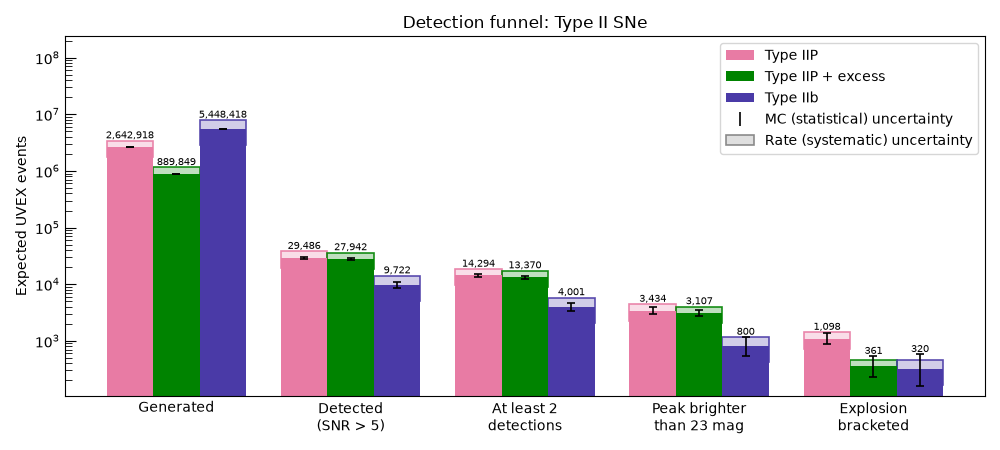 Detection funnel: Type II SNe
Expected UVEX events
10⁸
10⁷
10⁶
10⁵
10⁴
10³
Type IIP
Type IIP + excess
Type IIb
MC (statistical) uncertainty
Rate (systematic) uncertainty
2,642,918
889,849
5,448,418
29,486
27,942
9,722
14,294
13,370
4,001
3,434
3,107
800
1,098
361
320
Generated
Detected
(SNR > 5)
At least 2
detections
Peak brighter
than 23 mag
Explosion
bracketed